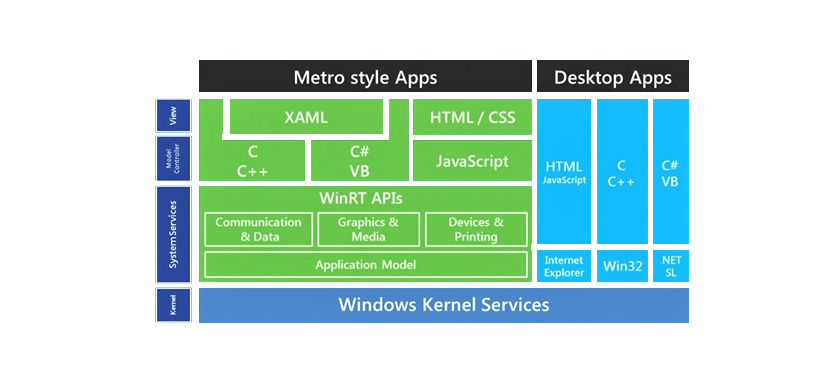 Metro style Apps
Desktop Apps
View
XAML
HTML / CSS
Model
Controller
C
C++
C#
VB
JavaScript
HTML
JavaScript
C
C++
C#
VB
System Services
WinRT APIs
Communication
& Data
Graphics &
Media
Devices &
Printing
Application Model
Internet
Explorer
Win32
.NET
SL
Kernel
Windows Kernel Services